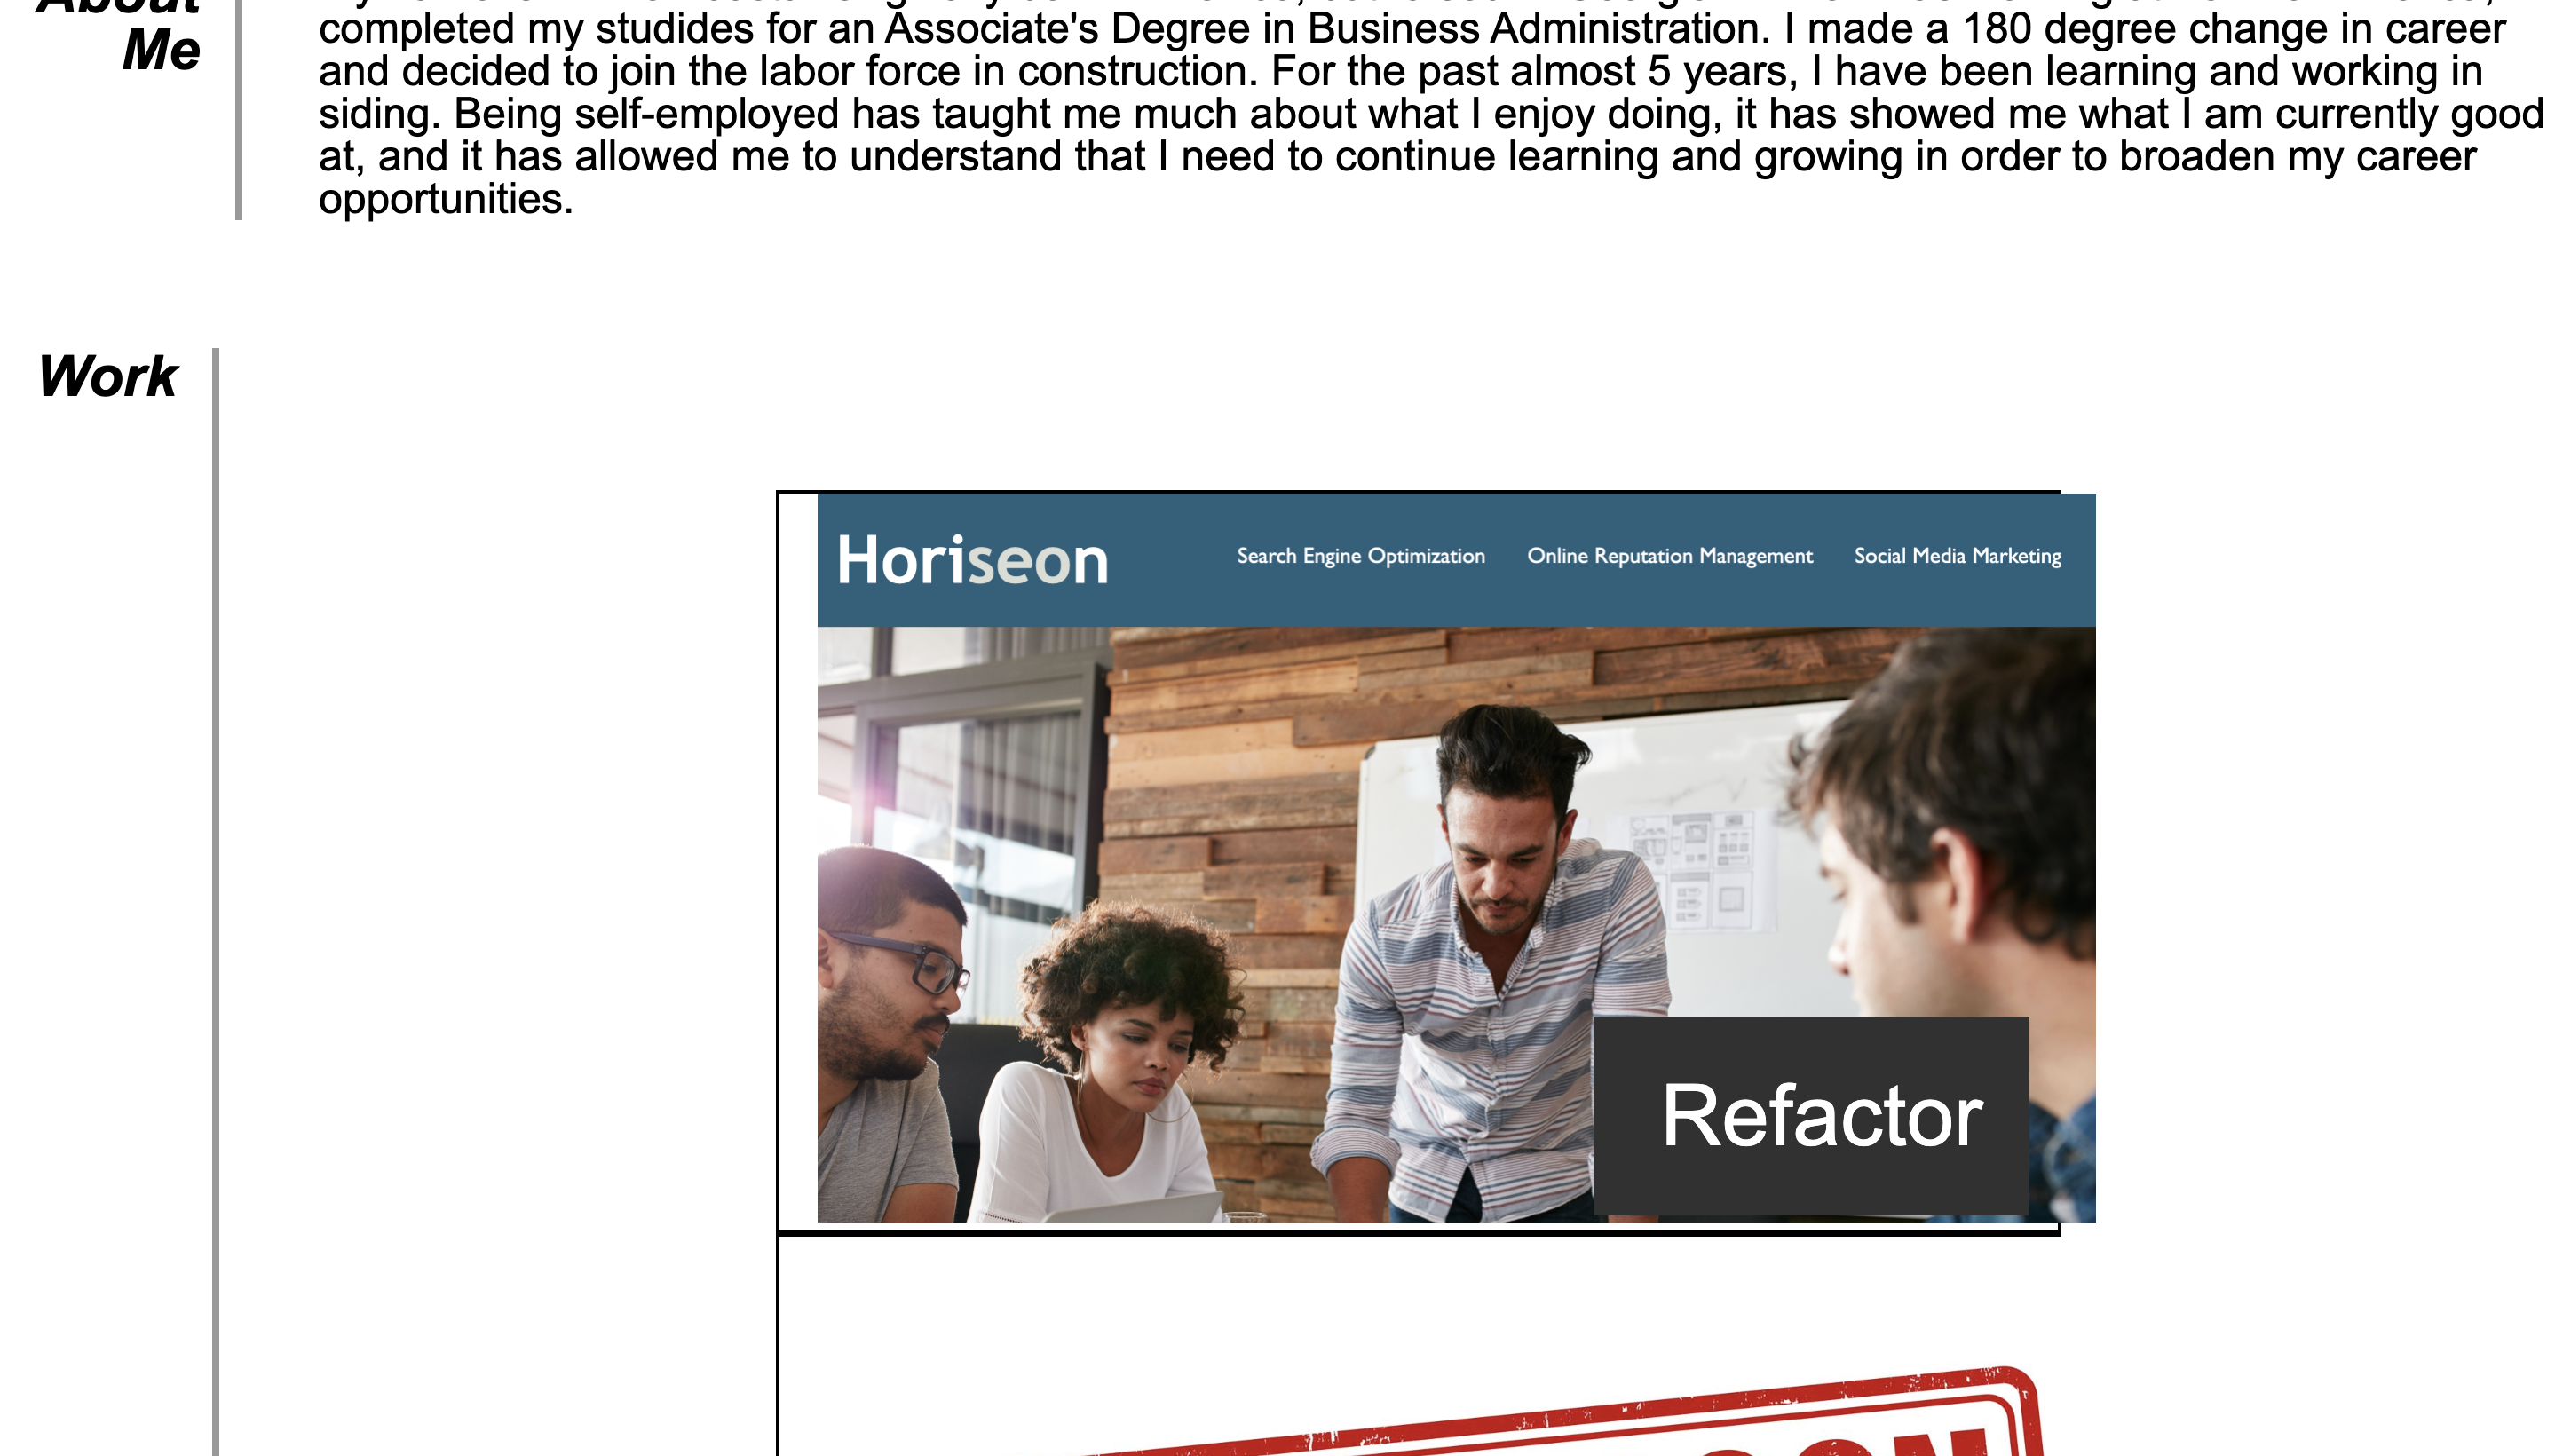 About
Me
completed my studides for an Associate's Degree in Business Administration. I made a 180 degree change in career
and decided to join the labor force in construction. For the past almost 5 years, I have been learning and working in
siding. Being self-employed has taught me much about what I enjoy doing, it has showed me what I am currently good
at, and it has allowed me to understand that I need to continue learning and growing in order to broaden my career
opportunities.
Work
Horiseon
Search Engine Optimization Online Reputation Management Social Media Marketing
Refactor